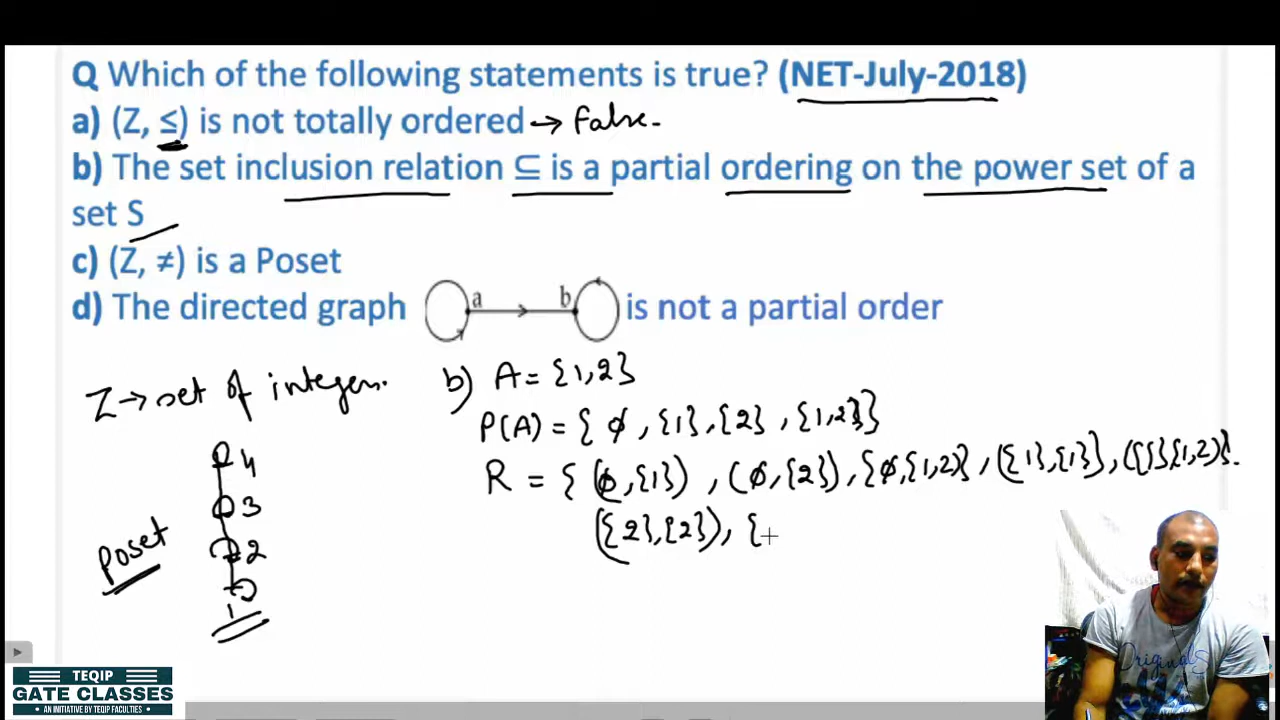 Q Which of the following statements is true? (NET-July-2018)
a) (Z, ≤) is not totally ordered → False.
b) The set inclusion relation ⊆ is a partial ordering on the power set of a
set S
c) (Z, ≠) is a Poset
d) The directed graph a b is not a partial order
Z → set of integers.
4
3
2
1
Poset
b) A = {1,2}
P(A) = { ϕ, {1}, {2}, {1,2}}
R = { (ϕ,{1}), (ϕ,{2}), {ϕ,{1,2)}, ({1},{1}), ({1}{1,2)}.
({2},{2}), {
Originals
TEQIP
GATE CLASSES
AN INITIATIVE BY TEQIP FACULTIES